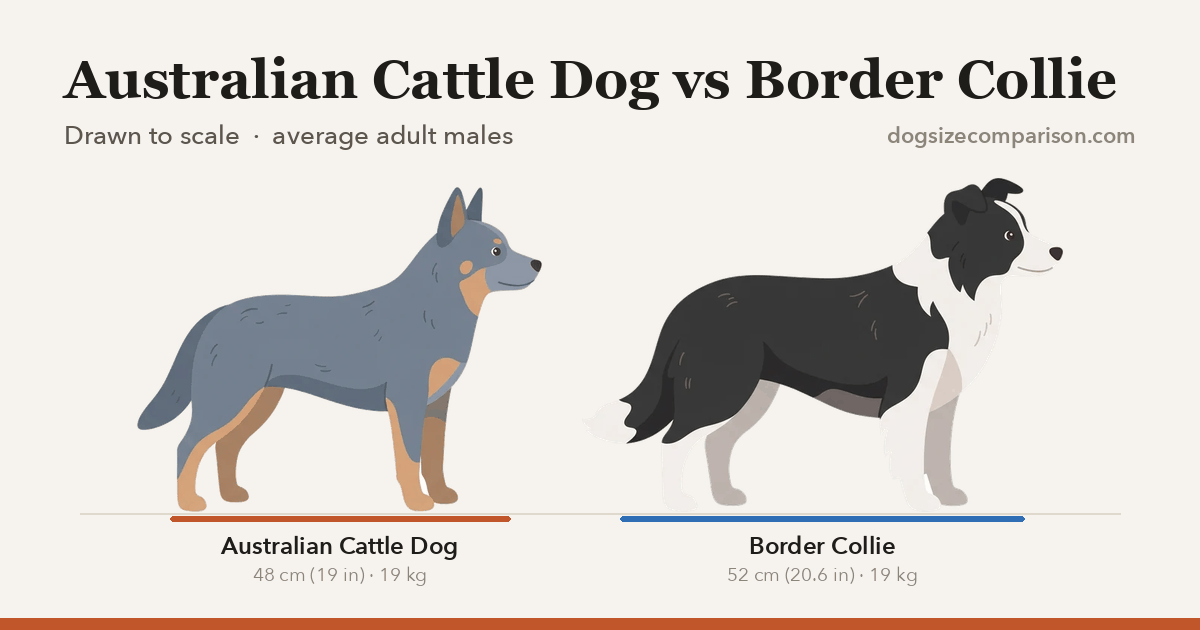 Australian Cattle Dog vs Border Collie
Drawn to scale · average adult males
dogsizecomparison.com
Australian Cattle Dog
48 cm (19 in) · 19 kg
Border Collie
52 cm (20.6 in) · 19 kg